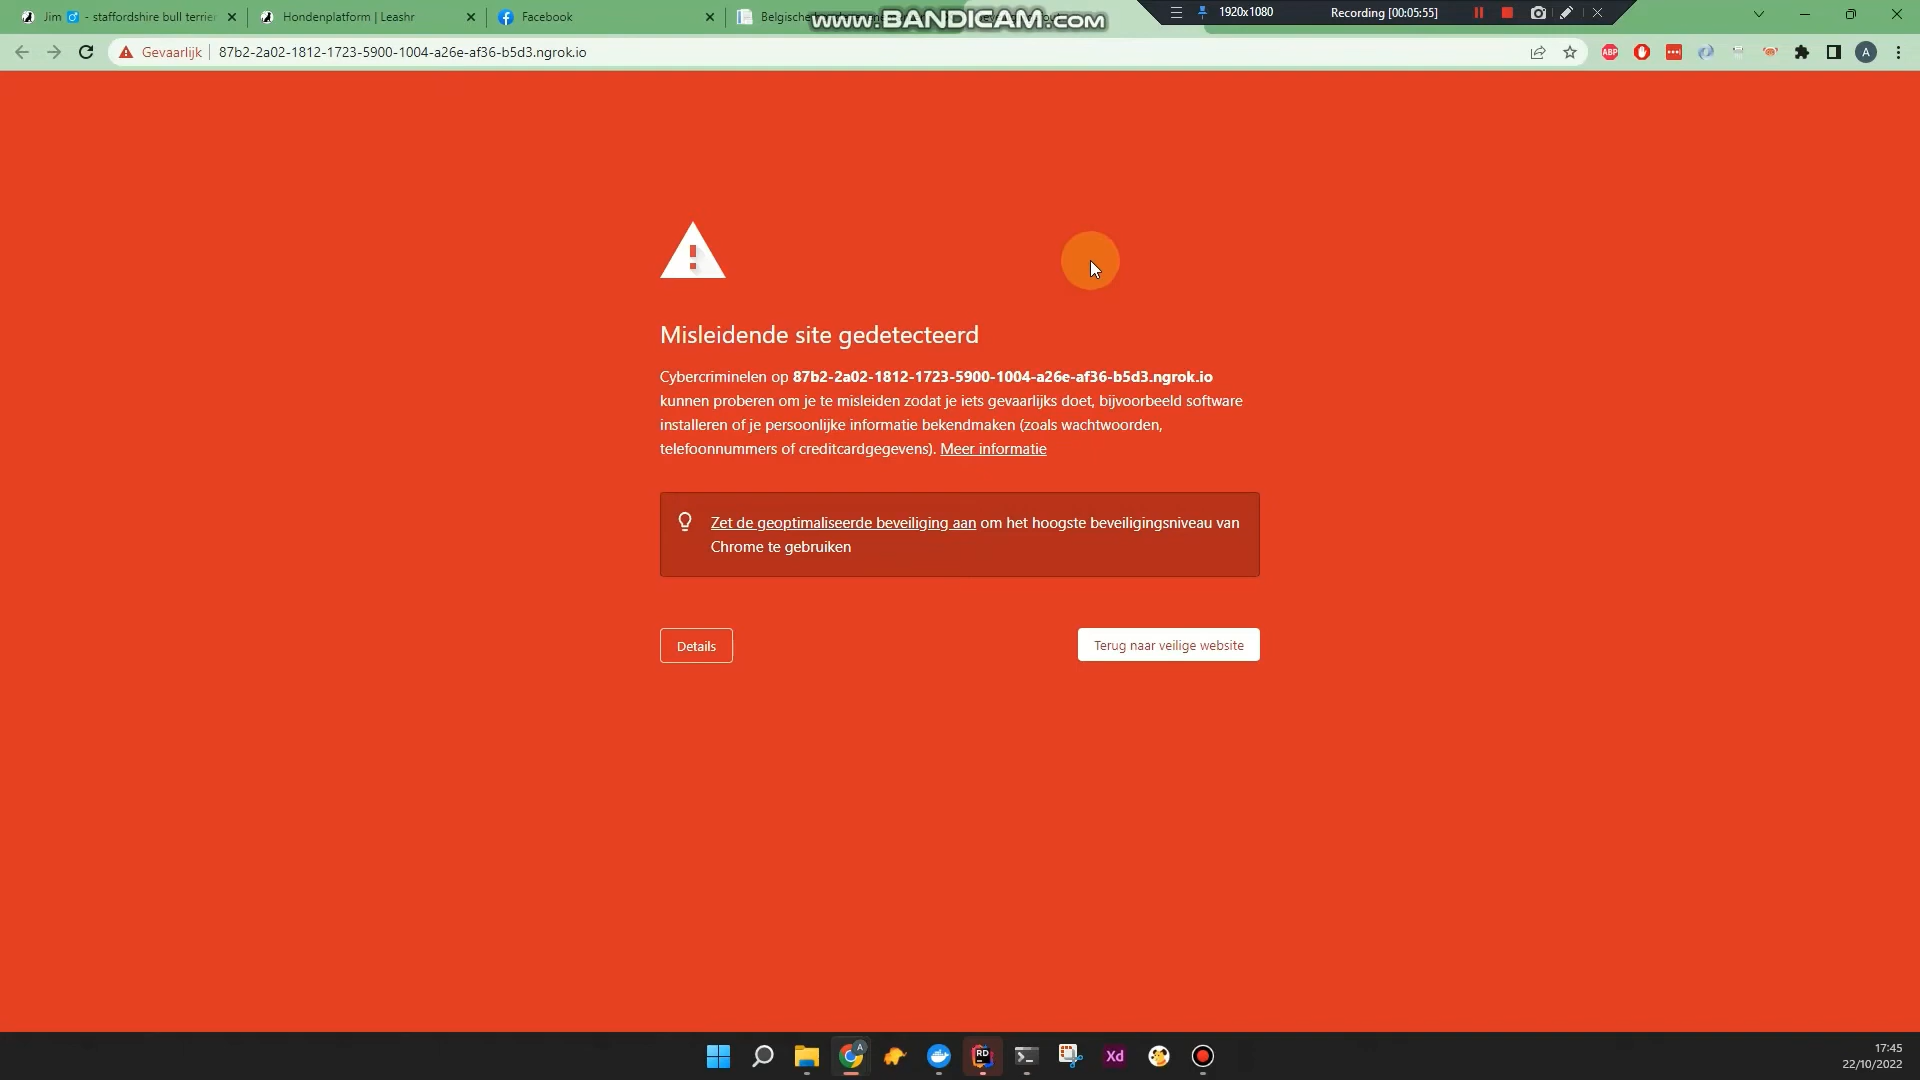 Jim ♂ - staffordshire bull terrie
Hondenplatform | Leashr
Facebook
Belgische
www.BANDICAM.com
1920x1080
Recording [00:05:55]
Gevaarlijk
87b2-2a02-1812-1723-5900-1004-a26e-af36-b5d3.ngrok.io
ABP
A
Misleidende site gedetecteerd
Cybercriminelen op 87b2-2a02-1812-1723-5900-1004-a26e-af36-b5d3.ngrok.io
kunnen proberen om je te misleiden zodat je iets gevaarlijks doet, bijvoorbeeld software
installeren of je persoonlijke informatie bekendmaken (zoals wachtwoorden,
telefoonnummers of creditcardgegevens). Meer informatie
Zet de geoptimaliseerde beveiliging aan om het hoogste beveiligingsniveau van
Chrome te gebruiken
Details
Terug naar veilige website
A
RD
Xd
17:45
22/10/2022